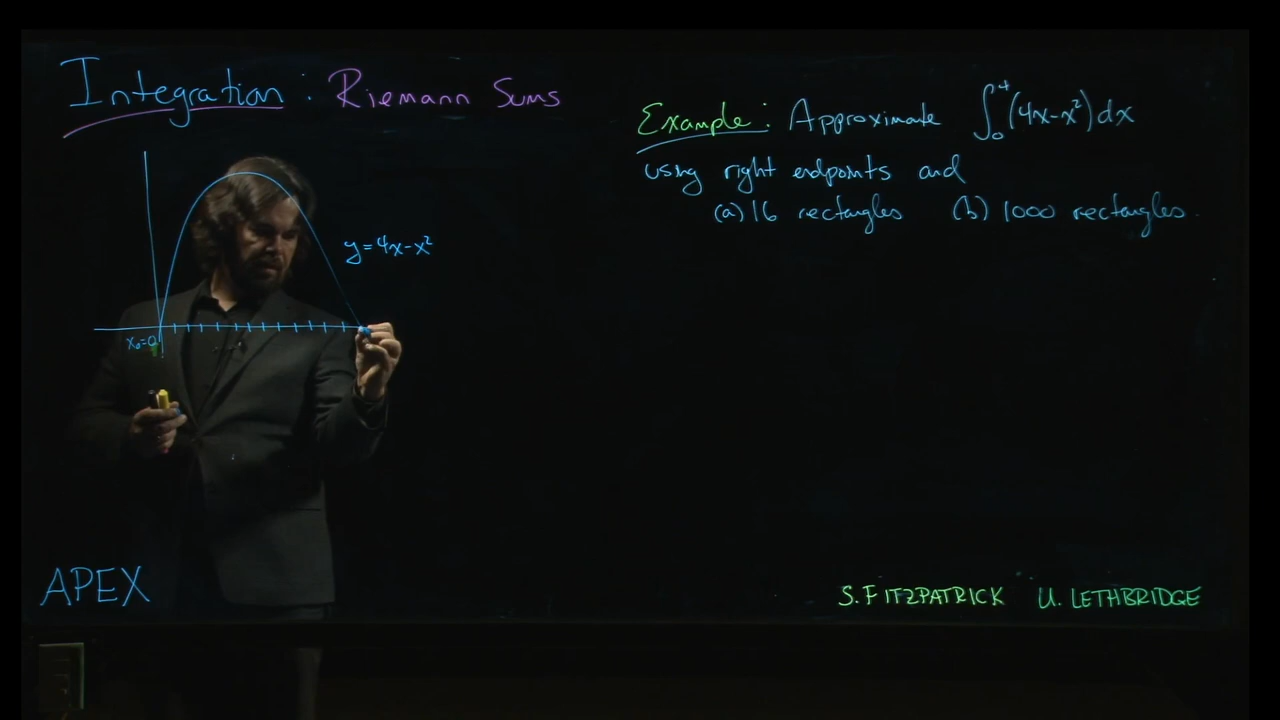 Integration: Riemann Sums
Example: Approximate ∫₀⁴(4x-x²)dx
using right endpoints and
(a) 16 rectangles (b) 1000 rectangles.
y=4x-x²
x₀=0
APEX
S. FITZPATRICK U. LETHBRIDGE